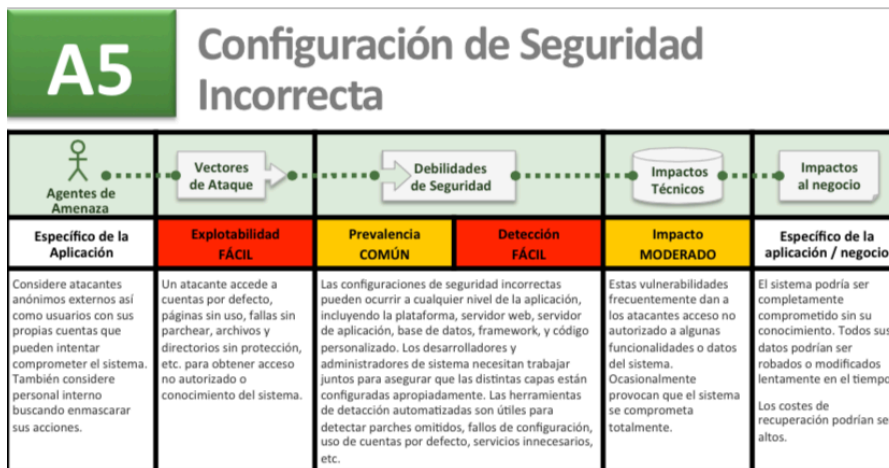 A5
Configuración de Seguridad
Incorrecta
Agentes de
Amenaza
Vectores
de Ataque
Debilidades
de Seguridad
Impactos
Técnicos
Impactos
al negocio
Específico de la
Aplicación
Explotabilidad
FÁCIL
Prevalencia
COMÚN
Detección
FÁCIL
Impacto
MODERADO
Específico de la
aplicación / negocio
Considere atacantes
anónimos externos así
como usuarios con sus
propias cuentas que
pueden intentar
comprometer el sistema.
También considere
personal interno
buscando enmascarar
sus acciones.
Un atacante accede a
cuentas por defecto,
páginas sin uso, fallas sin
parchear, archivos y
directorios sin protección,
etc. para obtener acceso
no autorizado o
conocimiento del sistema.
Las configuraciones de seguridad incorrectas
pueden ocurrir a cualquier nivel de la aplicación,
incluyendo la plataforma, servidor web, servidor
de aplicación, base de datos, framework, y código
personalizado. Los desarrolladores y
administradores de sistema necesitan trabajar
juntos para asegurar que las distintas capas están
configuradas apropiadamente. Las herramientas
de detacción automatizadas son útiles para
detectar parches omitidos, fallos de configuración,
uso de cuentas por defecto, servicios innecesarios,
etc.
Estas vulnerabilidades
frecuentemente dan a
los atacantes acceso no
autorizado a algunas
funcionalidades o datos
del sistema.
Ocasionalmente
provocan que el sistema
se comprometa
totalmente.
El sistema podría ser
completamente
comprometido sin su
conocimiento. Todos sus
datos podrían ser
robados o modificados
lentamente en el tiempo
Los costes de
recuperación podrían se
altos.